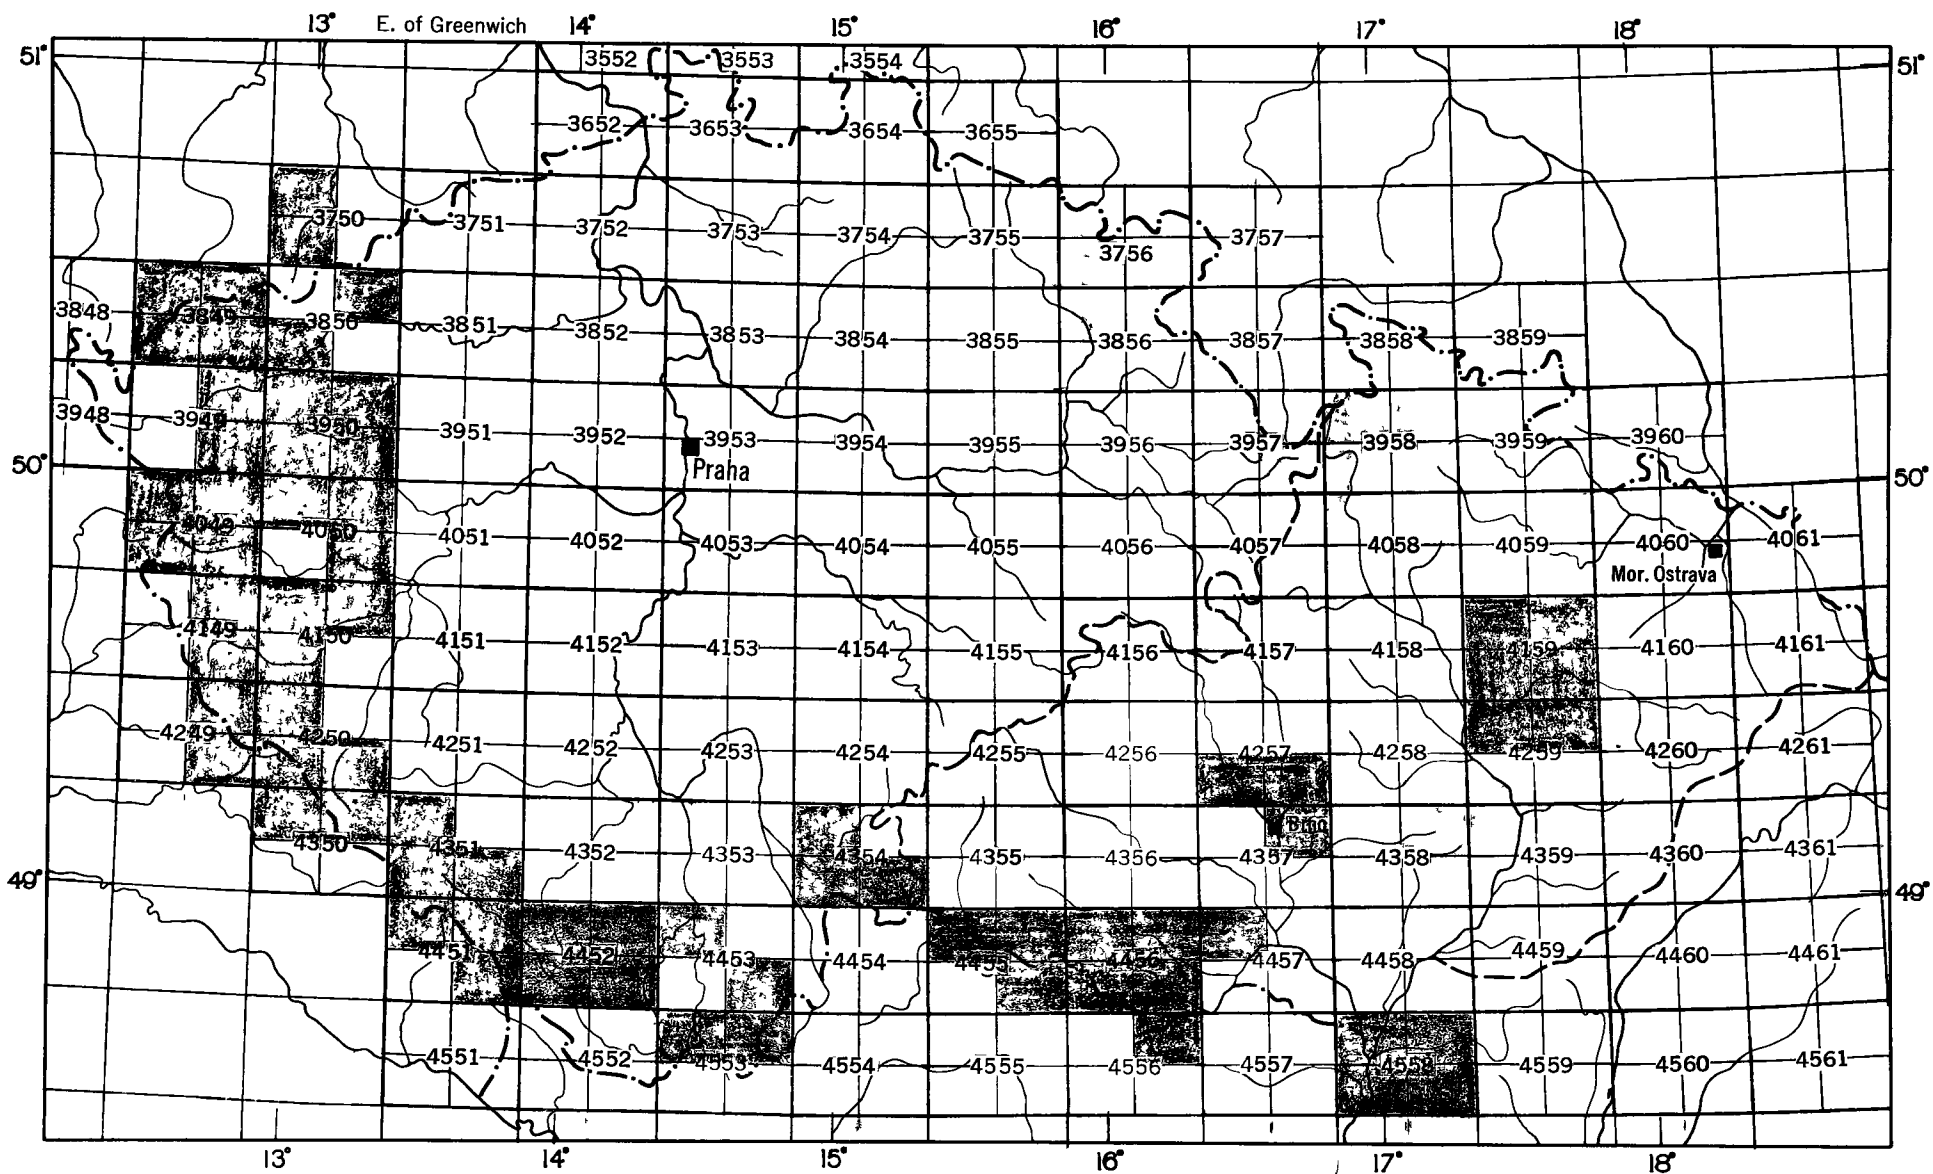 13° E. of Greenwich 14° 15° 16° 17° 18°
51° 3552 3553 3554 51°
3652 3653 3654 3655
3750 3751 3752 3753 3754 3755 3756 3757
3848 3849 3850 3851 3852 3853 3854 3855 3856 3857 3858 3859
3948 3949 3950 3951 3952 3953 3954 3955 3956 3957 3958 3959 3960
50° Praha 50°
4049 4050 4051 4052 4053 4054 4055 4056 4057 4058 4059 4060 4061
Mor. Ostrava
4149 4150 4151 4152 4153 4154 4155 4156 4157 4158 4159 4160 4161
4249 4250 4251 4252 4253 4254 4255 4256 4257 4258 4259 4260 4261
Brno
4350 4351 4352 4353 4354 4355 4356 4357 4358 4359 4360 4361
49° 49°
4451 4452 4453 4454 4455 4456 4457 4458 4459 4460 4461
4551 4552 4553 4554 4555 4556 4557 4558 4559 4560 4561
13° 14° 15° 16° 17° 18°